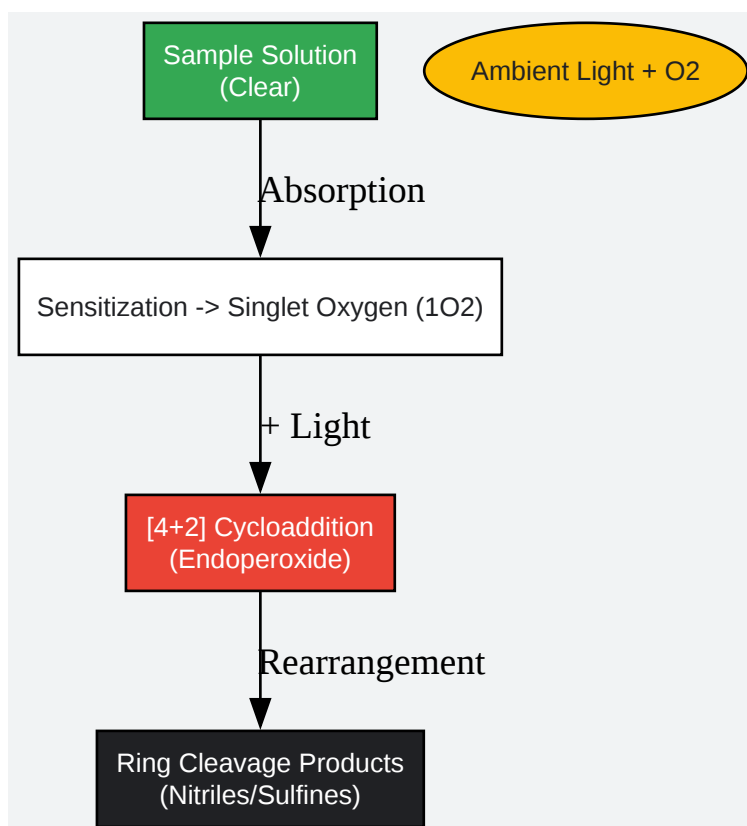 Sample Solution
(Clear)
Ambient Light + O2
Absorption
Sensitization -> Singlet Oxygen (1O2)
+ Light
[4+2] Cycloaddition
(Endoperoxide)
Rearrangement
Ring Cleavage Products
(Nitriles/Sulfines)